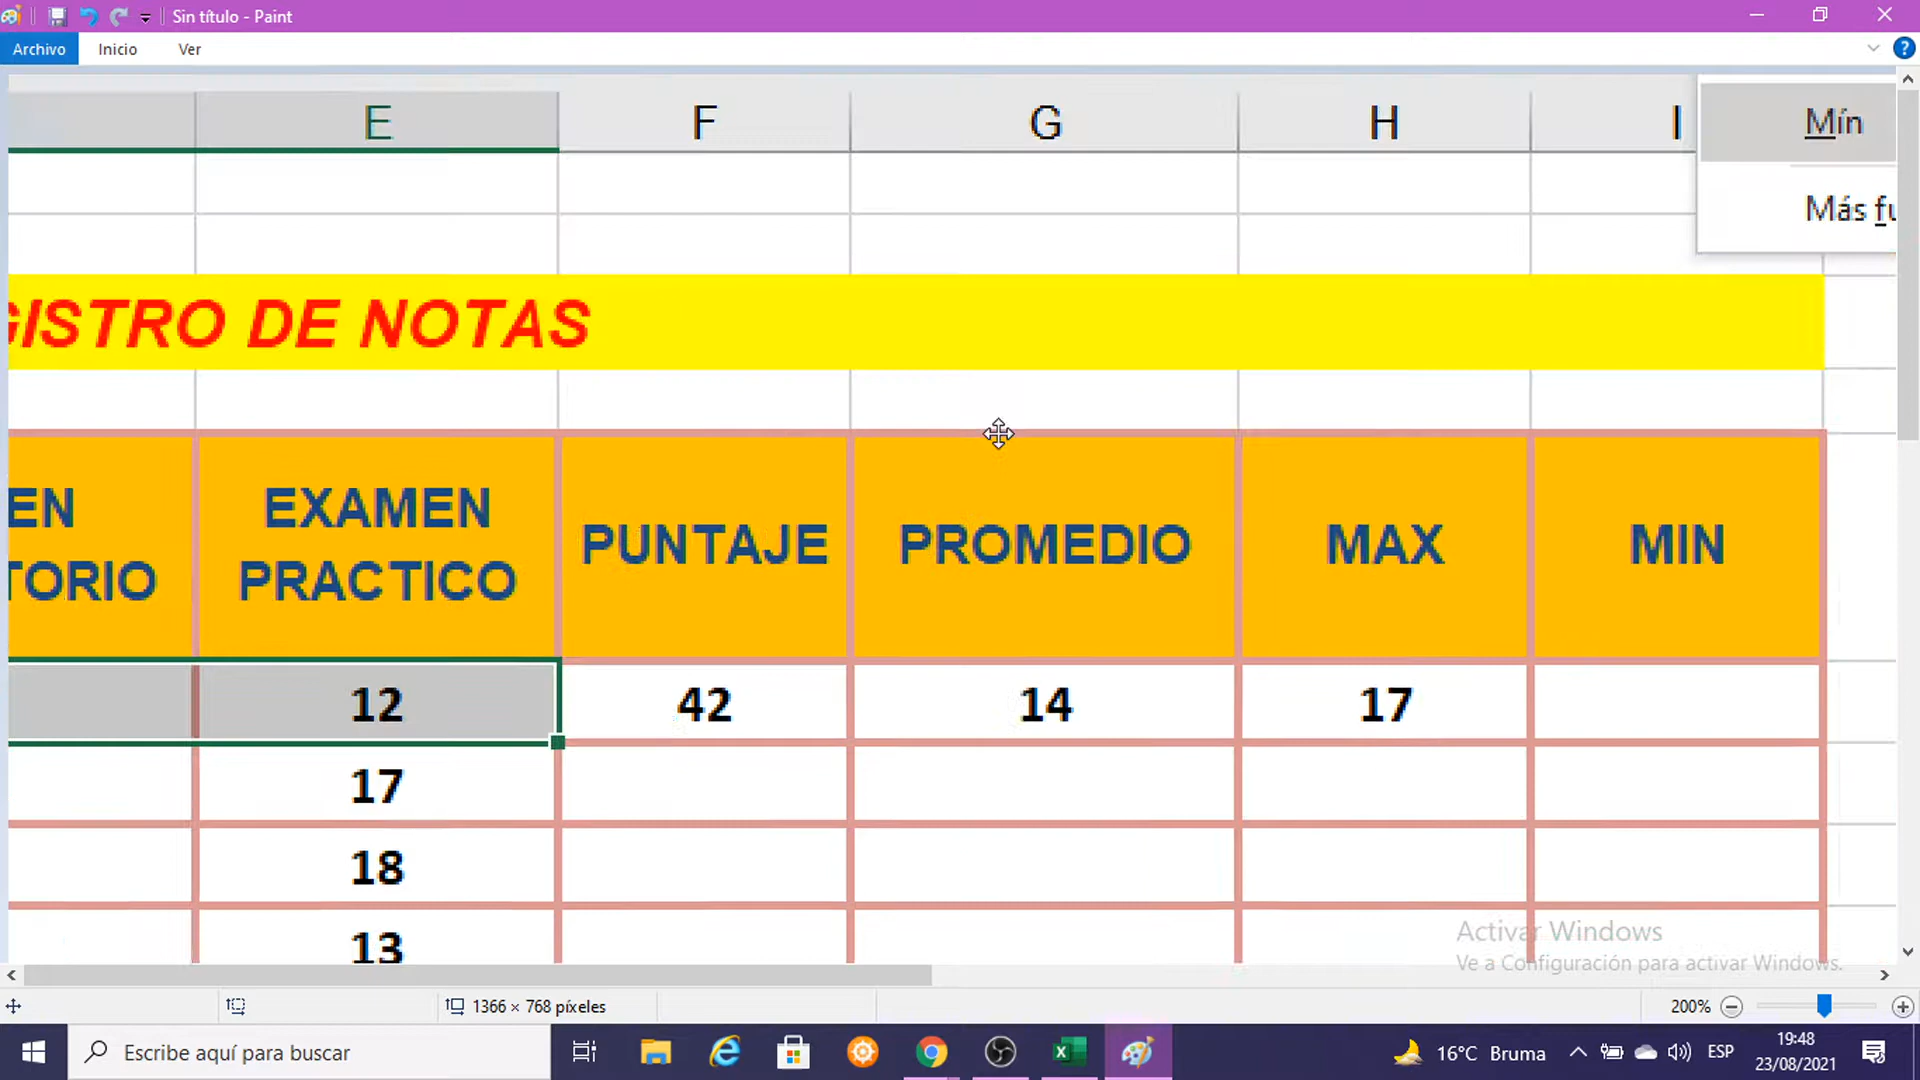 Sin título - Paint
Archivo Inicio Ver
E F G H I
Mín
Más fu
GISTRO DE NOTAS
EN
TORIO
EXAMEN
PRACTICO
PUNTAJE PROMEDIO MAX MIN
12 42 14 17
17
18
13
Activar Windows
Ve a Configuración para activar Windows.
1366 × 768 píxeles
200%
Escribe aquí para buscar
16°C Bruma
ESP
19:48
23/08/2021